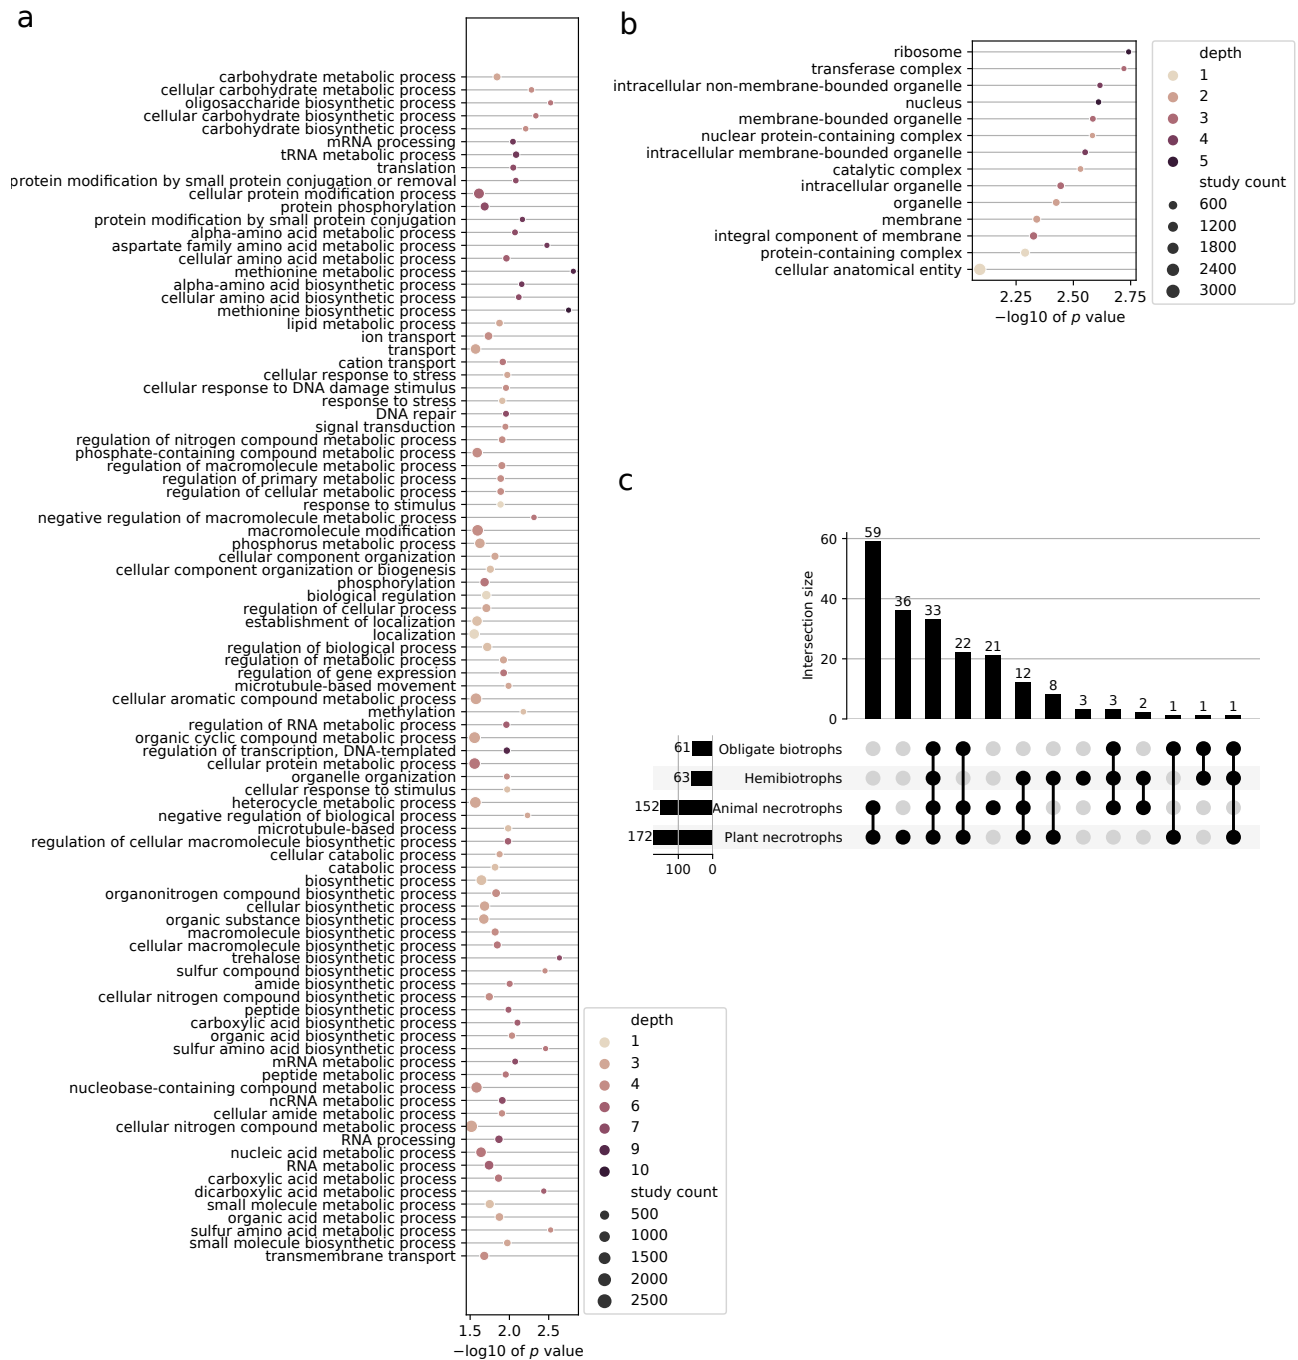 a
carbohydrate metabolic process
cellular carbohydrate metabolic process
oligosaccharide biosynthetic process
cellular carbohydrate biosynthetic process
carbohydrate biosynthetic process
mRNA processing
tRNA metabolic process
translation
protein modification by small protein conjugation or removal
cellular protein modification process
protein phosphorylation
protein modification by small protein conjugation
alpha-amino acid metabolic process
aspartate family amino acid metabolic process
cellular amino acid metabolic process
methionine metabolic process
alpha-amino acid biosynthetic process
cellular amino acid biosynthetic process
methionine biosynthetic process
lipid metabolic process
ion transport
transport
cation transport
cellular response to stress
cellular response to DNA damage stimulus
response to stress
DNA repair
signal transduction
regulation of nitrogen compound metabolic process
phosphate-containing compound metabolic process
regulation of macromolecule metabolic process
regulation of primary metabolic process
regulation of cellular metabolic process
response to stimulus
negative regulation of macromolecule metabolic process
macromolecule modification
phosphorus metabolic process
cellular component organization
cellular component organization or biogenesis
phosphorylation
biological regulation
regulation of cellular process
establishment of localization
localization
regulation of biological process
regulation of metabolic process
regulation of gene expression
microtubule-based movement
cellular aromatic compound metabolic process
methylation
regulation of RNA metabolic process
organic cyclic compound metabolic process
regulation of transcription, DNA-templated
cellular protein metabolic process
organelle organization
cellular response to stimulus
heterocycle metabolic process
negative regulation of biological process
microtubule-based process
regulation of cellular macromolecule biosynthetic process
cellular catabolic process
catabolic process
biosynthetic process
organonitrogen compound biosynthetic process
cellular biosynthetic process
organic substance biosynthetic process
macromolecule biosynthetic process
cellular macromolecule biosynthetic process
trehalose biosynthetic process
sulfur compound biosynthetic process
amide biosynthetic process
cellular nitrogen compound biosynthetic process
peptide biosynthetic process
carboxylic acid biosynthetic process
organic acid biosynthetic process
sulfur amino acid biosynthetic process
mRNA metabolic process
peptide metabolic process
nucleobase-containing compound metabolic process
ncRNA metabolic process
cellular amide metabolic process
cellular nitrogen compound metabolic process
RNA processing
nucleic acid metabolic process
RNA metabolic process
carboxylic acid metabolic process
dicarboxylic acid metabolic process
small molecule metabolic process
organic acid metabolic process
sulfur amino acid metabolic process
small molecule biosynthetic process
transmembrane transport
1.5 2.0 2.5
−log10 of p value
depth
1
3
4
6
7
9
10
study count
500
1000
1500
2000
2500
b
ribosome
transferase complex
intracellular non-membrane-bounded organelle
nucleus
membrane-bounded organelle
nuclear protein-containing complex
intracellular membrane-bounded organelle
catalytic complex
intracellular organelle
organelle
membrane
integral component of membrane
protein-containing complex
cellular anatomical entity
2.25 2.50 2.75
−log10 of p value
depth
1
2
3
4
5
study count
600
1200
1800
2400
3000
c
Intersection size
60
40
20
0
59 36 33 22 21 12 8 3 3 2 1 1 1
61 Obligate biotrophs
63 Hemibiotrophs
152 Animal necrotrophs
172 Plant necrotrophs
100 0